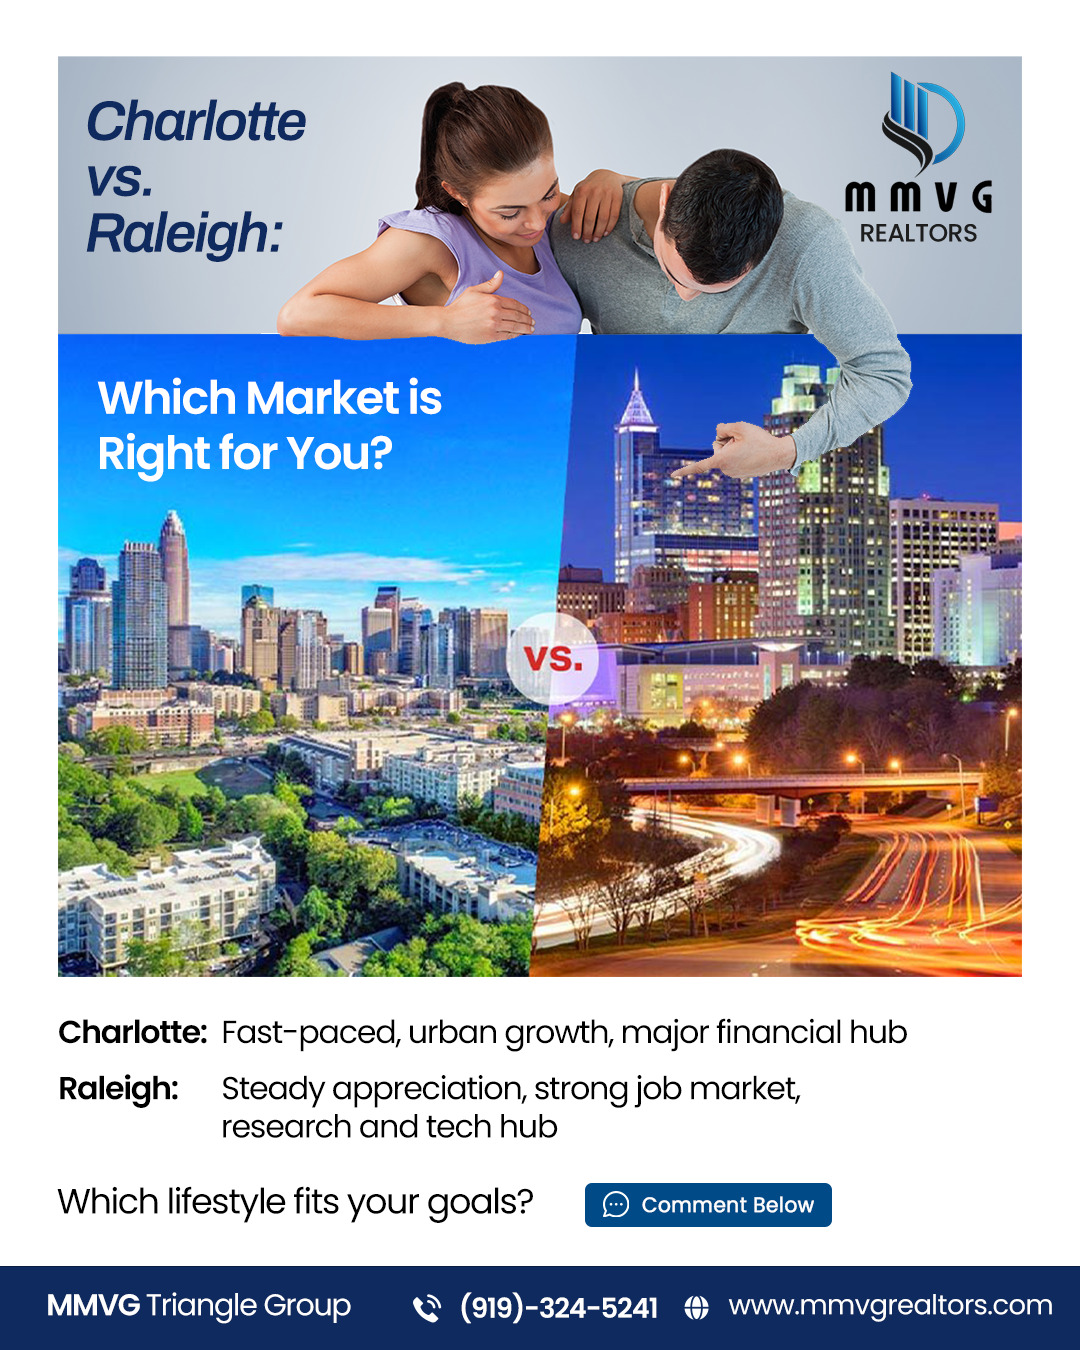 Charlotte
vs.
Raleigh:
MMVG
REALTORS
Which Market is
Right for You?
vs.
Charlotte: Fast-paced, urban growth, major financial hub
Raleigh: Steady appreciation, strong job market,
research and tech hub
Which lifestyle fits your goals?
Comment Below
MMVG Triangle Group
(919)-324-5241
www.mmvgrealtors.com